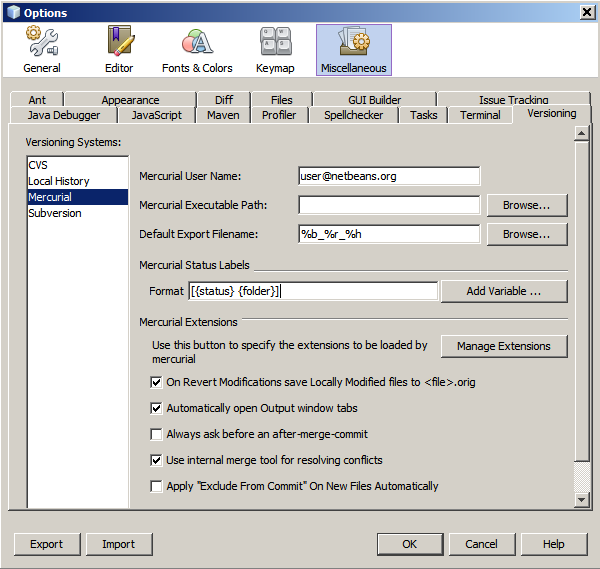 Options
General Editor Fonts & Colors Keymap Miscellaneous
Ant Appearance Diff Files GUI Builder Issue Tracking
Java Debugger JavaScript Maven Profiler Spellchecker Tasks Terminal Versioning
Versioning Systems:
CVS
Local History
Mercurial
Subversion
Mercurial User Name: user@netbeans.org
Mercurial Executable Path: Browse...
Default Export Filename: %b_%r_%h Browse...
Mercurial Status Labels
Format [{status} {folder}] Add Variable ...
Mercurial Extensions
Use this button to specify the extensions to be loaded by
mercurial
Manage Extensions
On Revert Modifications save Locally Modified files to <file>.orig
Automatically open Output window tabs
Always ask before an after-merge-commit
Use internal merge tool for resolving conflicts
Apply "Exclude From Commit" On New Files Automatically
Export Import OK Cancel Help